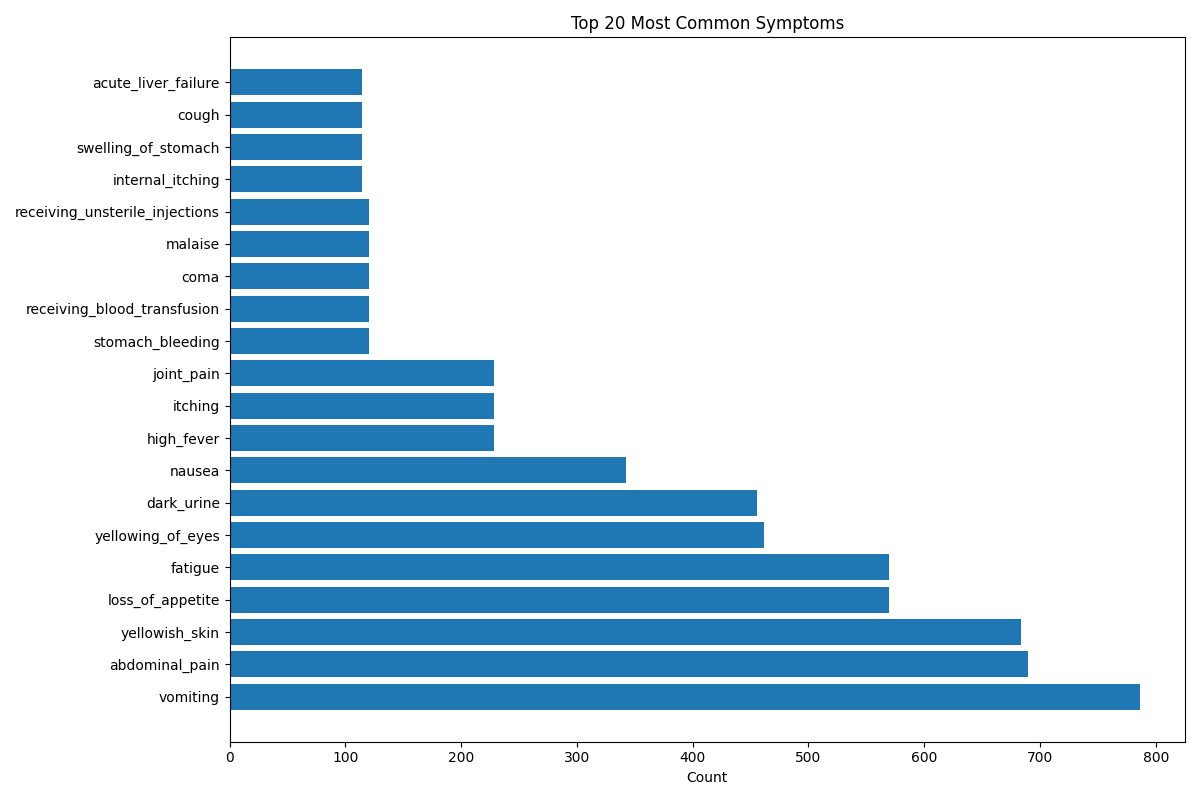 Top 20 Most Common Symptoms
acute_liver_failure
cough
swelling_of_stomach
internal_itching
receiving_unsterile_injections
malaise
coma
receiving_blood_transfusion
stomach_bleeding
joint_pain
itching
high_fever
nausea
dark_urine
yellowing_of_eyes
fatigue
loss_of_appetite
yellowish_skin
abdominal_pain
vomiting
0 100 200 300 400 500 600 700 800
Count